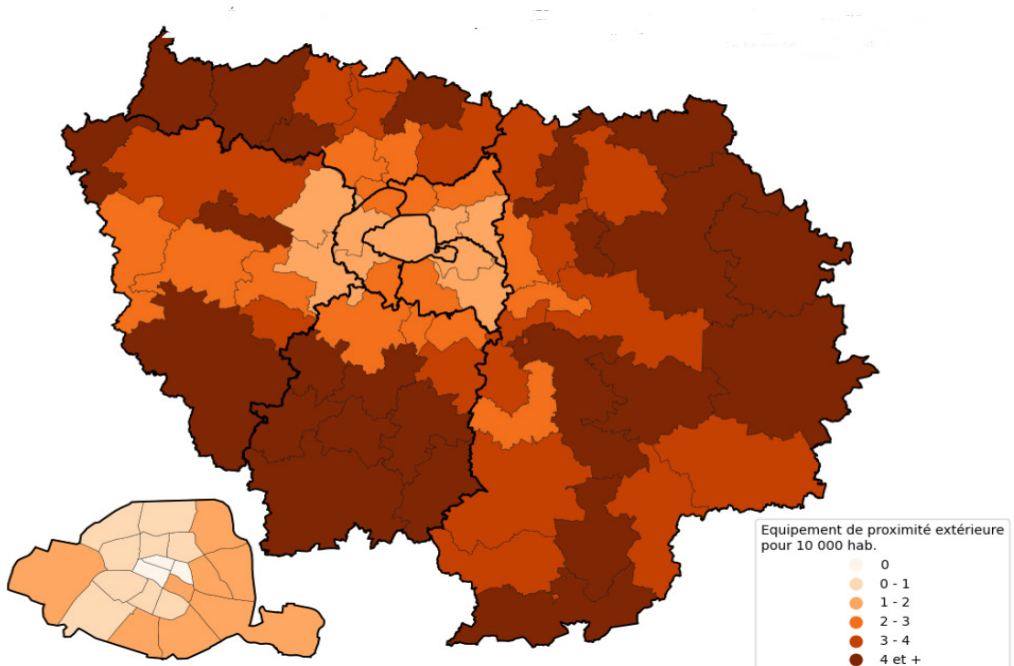 Equipement de proximité extérieure
pour 10 000 hab.
0
0 - 1
1 - 2
2 - 3
3 - 4
4 et +